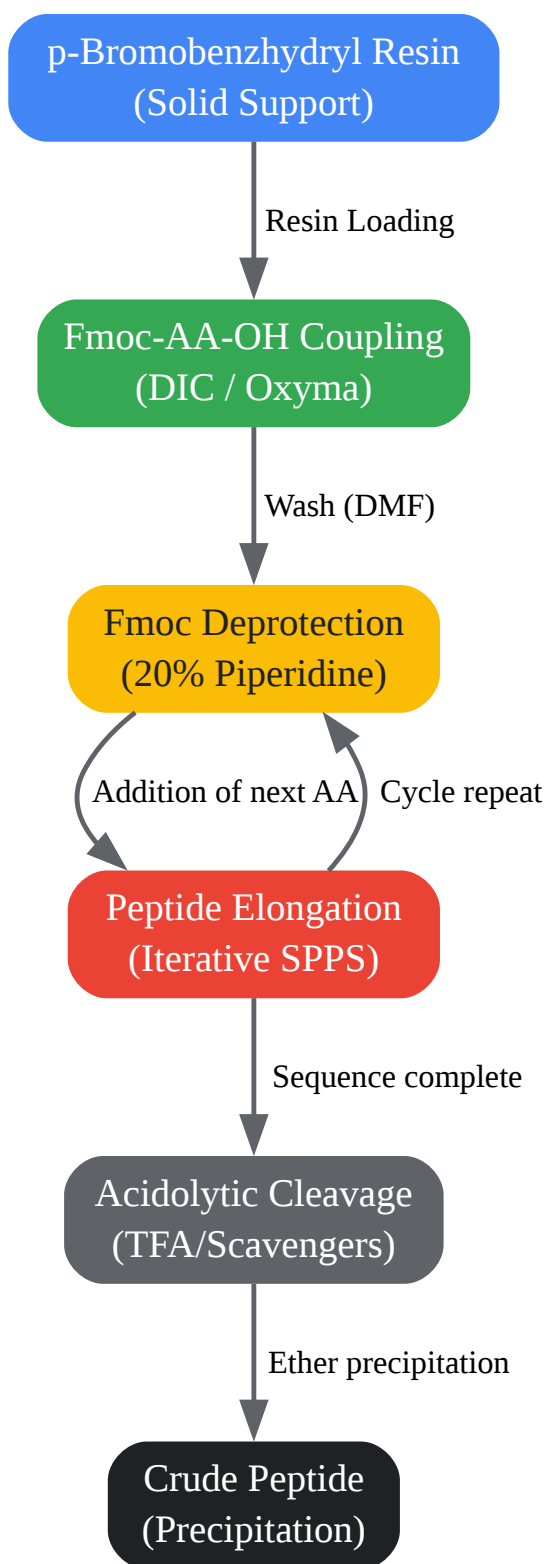 p-Bromobenzhydryl Resin
(Solid Support)
Resin Loading
Fmoc-AA-OH Coupling
(DIC / Oxyma)
Wash (DMF)
Fmoc Deprotection
(20% Piperidine)
Addition of next AA
Cycle repeat
Peptide Elongation
(Iterative SPPS)
Sequence complete
Acidolytic Cleavage
(TFA/Scavengers)
Ether precipitation
Crude Peptide
(Precipitation)